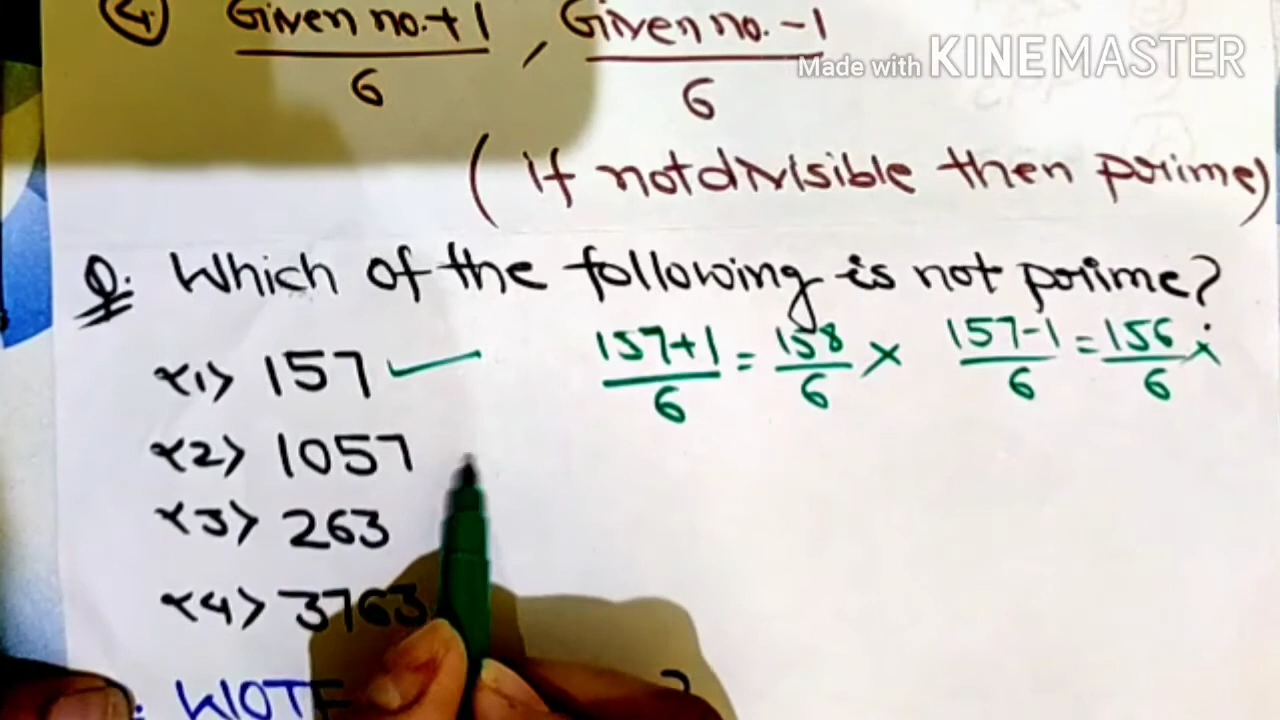 4. Given no.+1 / 6 , Given no.-1 / 6
Made with KINEMASTER
(If not divisible then prime)
Q. Which of the following is not prime?
<1> 157 ✓ 157+1/6 = 158/6 × 157-1/6 = 156/6 ×
<2> 1057
<3> 263
<4> 3763